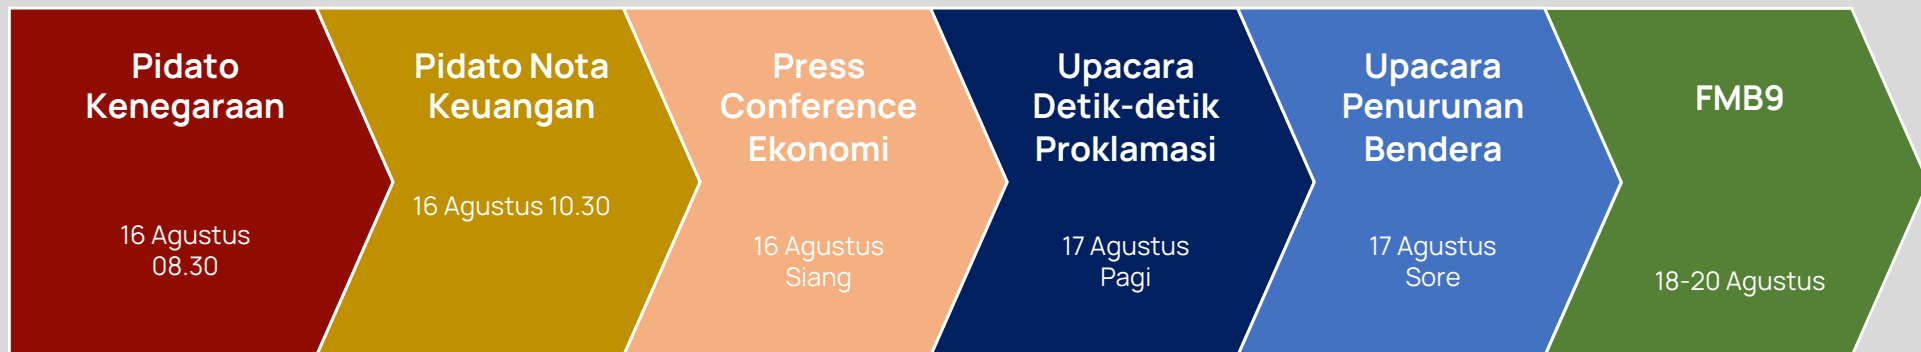 Pidato
Kenegaraan
16 Agustus
08.30
Pidato Nota
Keuangan
16 Agustus 10.30
Press
Conference
Ekonomi
16 Agustus
Siang
Upacara
Detik-detik
Proklamasi
17 Agustus
Pagi
Upacara
Penurunan
Bendera
17 Agustus
Sore
FMB9
18-20 Agustus